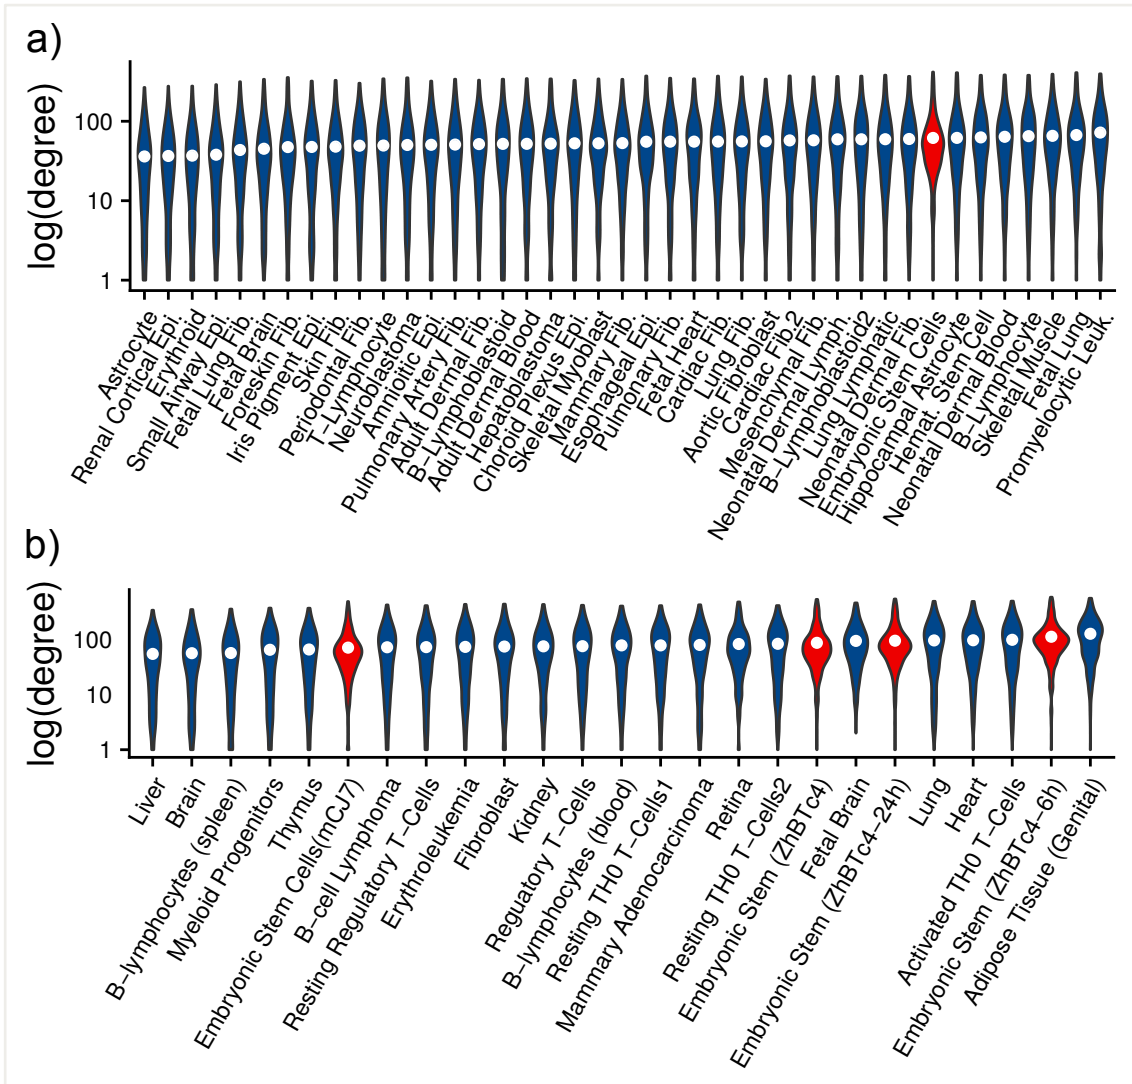 a)
log(degree)
100
10
1
Astrocyte
Renal Cortical Epi.
Erythroid
Small Airway Epi.
Fetal Lung Fib.
Fetal Brain
Foreskin Fib.
Iris Pigment Epi.
Skin Fib.
Periodontal Fib.
T−Lymphocyte
Neuroblastoma
Amnoitic Epi.
Pulmonary Artery Fib.
Adult Dermal Fib.
B−Lymphoblastoid
Adult Dermal Blood
Hepatoblastoma
Choroid Plexus Epi.
Skeletal Myoblast
Mammary Fib.
Esophageal Epi.
Pulmonary Fib.
Fetal Heart
Cardiac Fib.
Lung Fib.
Aortic Fibroblast
Cardiac Fib.2
Mesenchymal Fib.
Neonatal Dermal Lymph.
B−Lymphoblastoid2
Lung Lymphatic
Neonatal Dermal Fib.
Embryonic Stem Cells
Hippocampal Astrocyte
Hemat. Stem Cell
Neonatal Dermal Blood
B−Lymphocyte
Skeletal Muscle
Fetal Lung
Promyelocytic Leuk.
b)
log(degree)
100
10
1
Liver
Brain
B−lymphocytes (spleen)
Myeloid Progenitors
Thymus
Embryonic Stem Cells(mCJ7)
B−cell Lymphoma
Resting Regulatory T−Cells
Erythroleukemia
Fibroblast
Kidney
Reguatory T−Cells
B−lymphocytes (blood)
Resting TH0 T−Cells1
Mammary Adenocarcinoma
Retina
Resting TH0 T−Cells2
Embryonic Stem (ZhBTc4)
Fetal Brain
Embryonic Stem (ZhBTc4−24h)
Lung
Heart
Activated TH0 T−Cells
Embryonic Stem (ZhBTc4−6h)
Adipose Tissue (Genital)